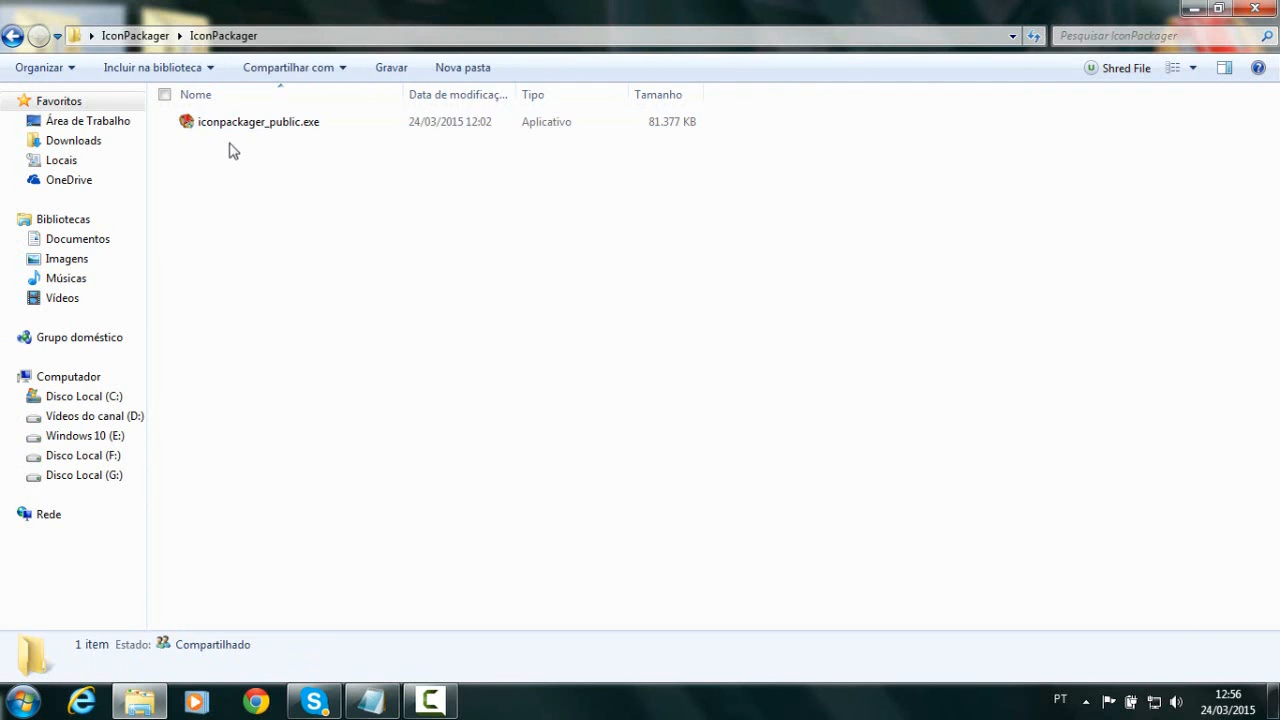 IconPackager IconPackager
Pesquisar IconPackager
Organizar Incluir na biblioteca Compartilhar com Gravar Nova pasta Shred File
Nome Data de modificaç... Tipo Tamanho
iconpackager_public.exe 24/03/2015 12:02 Aplicativo 81.377 KB
Favoritos
Área de Trabalho
Downloads
Locais
OneDrive
Bibliotecas
Documentos
Imagens
Músicas
Vídeos
Grupo doméstico
Computador
Disco Local (C:)
Vídeos do canal (D:)
Windows 10 (E:)
Disco Local (F:)
Disco Local (G:)
Rede
1 item Estado: Compartilhado
PT 12:56
24/03/2015